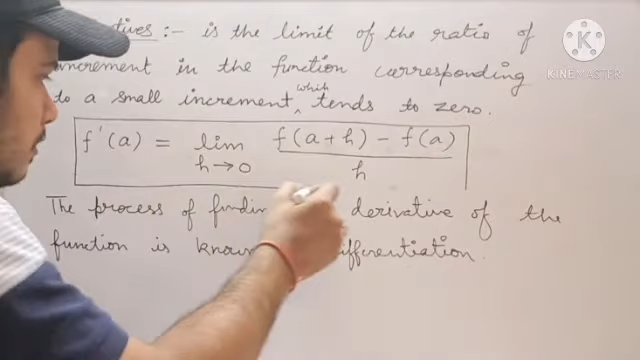 tives :- is the limit of the ratio of
increment in the function corresponding
to a small increment which tends to zero.
f'(a) = lim h→0 f(a+h) - f(a) / h
The process of findin derivative of the
function is know ifferentiation.
KINEMASTER